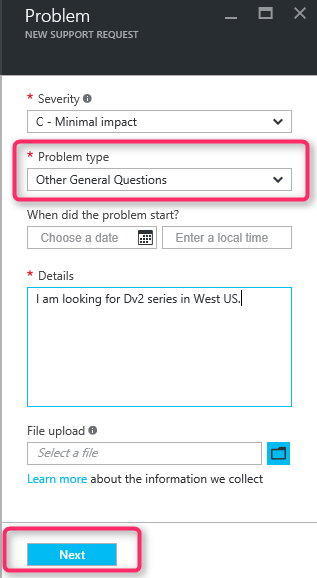 Problem
NEW SUPPORT REQUEST
* Severity
C - Minimal impact
* Problem type
Other General Questions
When did the problem start?
Choose a date
Enter a local time
* Details
I am looking for Dv2 series in West US.
File upload
Select a file
Learn more about the information we collect
Next